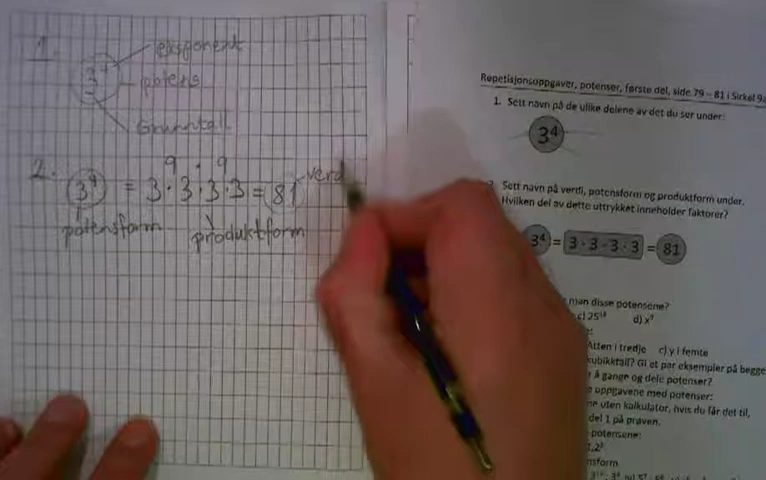 1.
eksponent
3⁴
potens
Grunntall
9 · 9
2. 3⁴ = 3·3·3·3 = 81 verd
potensform produktform
Repetisjonsoppgaver, potenser, første del, side 79 – 81 i Sirkel 9
1. Sett navn på de ulike delene av det du ser under:
3⁴
Sett navn på verdi, potensform og produktform under.
Hvilken del av dette uttrykket inneholder faktorer?
3⁴ = 3 · 3 · 3 · 3 = 81
man disse potensene?
d) x⁷
Atten i tredje c) y i femte
kubikktall? Gi et par eksempler på begge
å gange og dele potenser?
oppgavene med potenser:
ne uten kalkulator, hvis du får det til,
del 1 på prøven.
potensene:
nsform